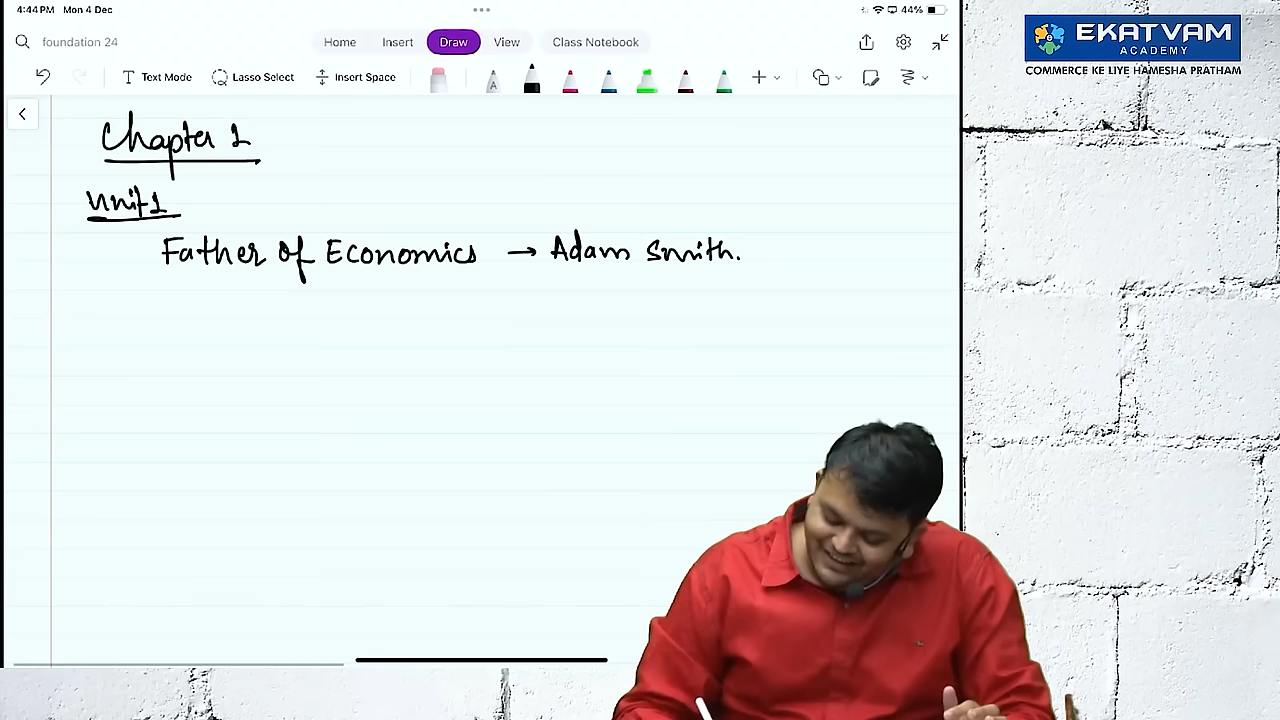 4:44 PM Mon 4 Dec
44%
foundation 24
Home Insert Draw View Class Notebook
Text Mode Lasso Select Insert Space
A
Chapter 1
Unit 1
Father of Economics → Adam Smith.
EKATVAM
ACADEMY
COMMERCE KE LIYE HAMESHA PRATHAM